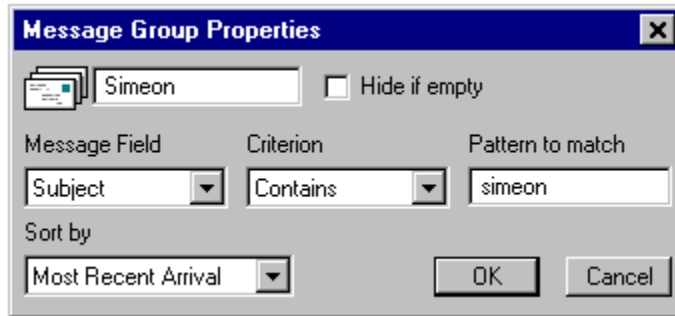 Message Group Properties
Simeon Hide if empty
Message Field Criterion Pattern to match
Subject Contains simeon
Sort by
Most Recent Arrival OK Cancel